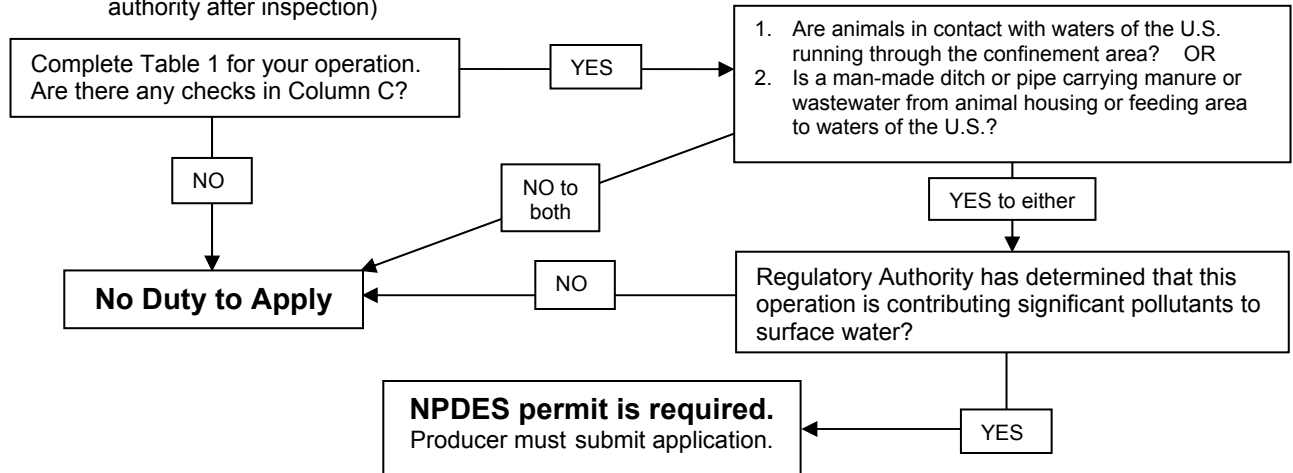 authority after inspection)
Complete Table 1 for your operation.
Are there any checks in Column C?
YES
1. Are animals in contact with waters of the U.S.
running through the confinement area? OR
2. Is a man-made ditch or pipe carrying manure or
wastewater from animal housing or feeding area
to waters of the U.S.?
NO
NO to
both
YES to either
No Duty to Apply
NO
Regulatory Authority has determined that this
operation is contributing significant pollutants to
surface water?
NPDES permit is required.
Producer must submit application.
YES